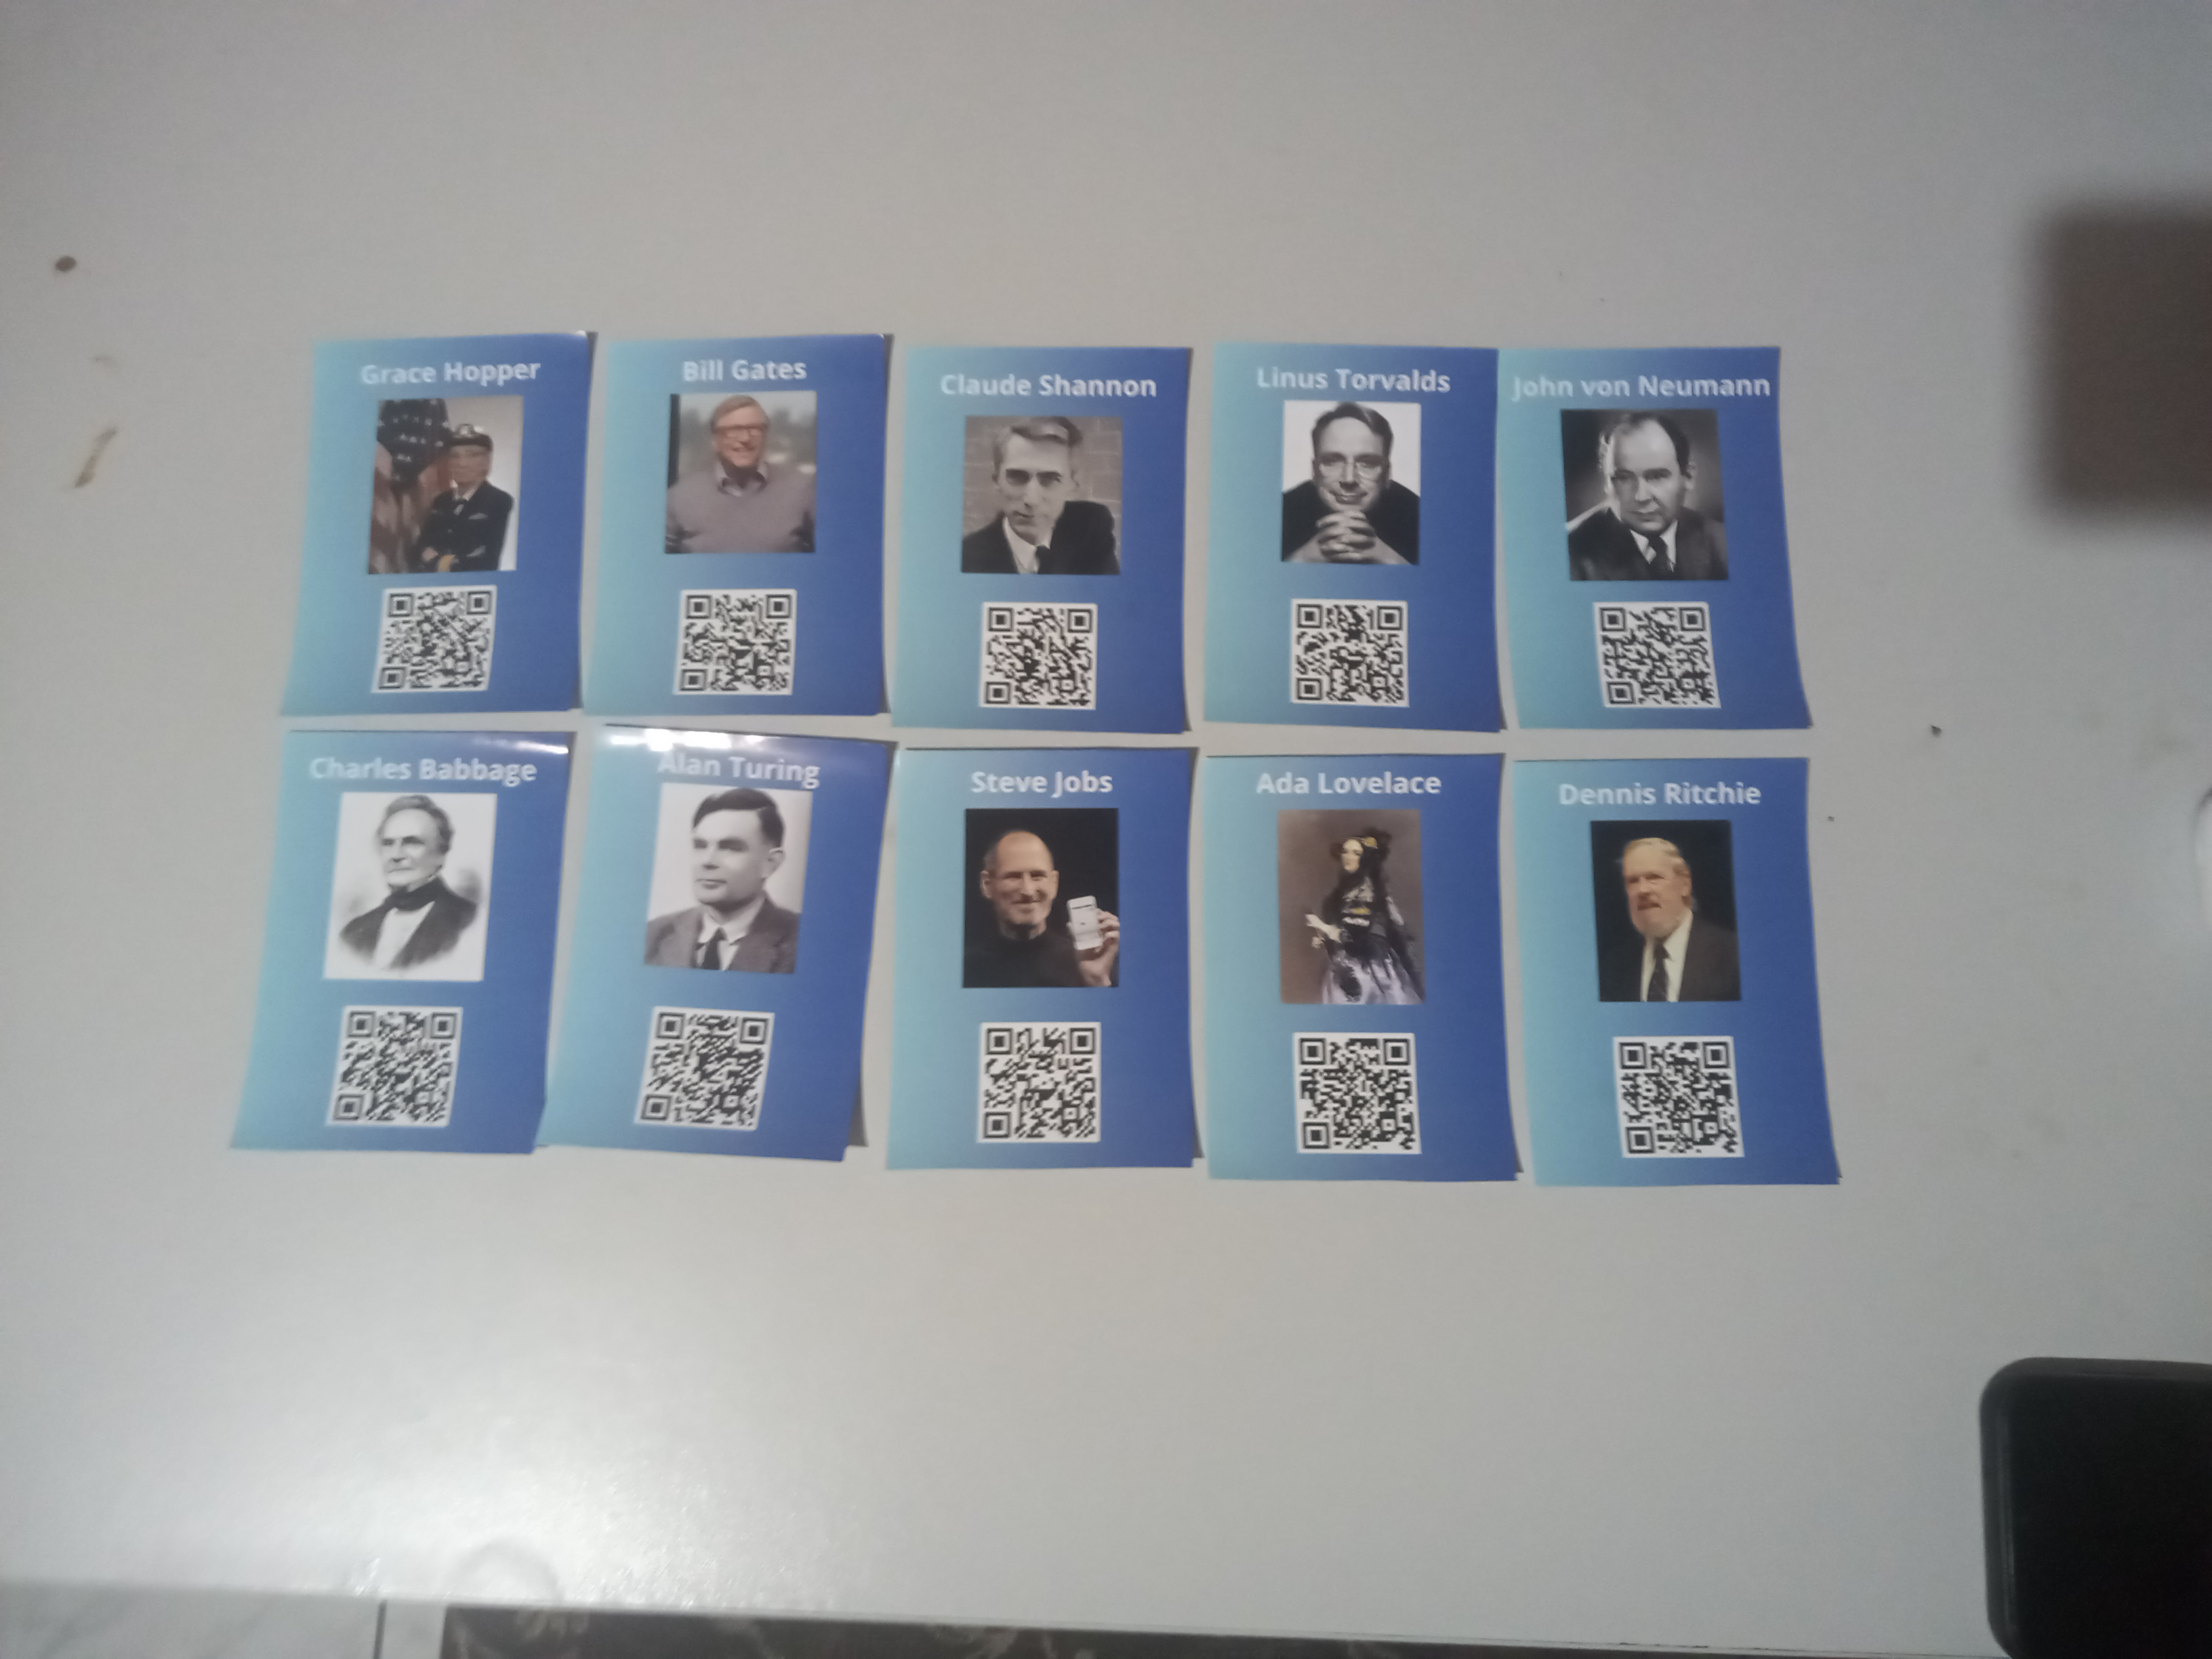 Grace Hopper
Bill Gates
Claude Shannon
Linus Torvalds
John von Neumann
Charles Babbage
Alan Turing
Steve Jobs
Ada Lovelace
Dennis Ritchie